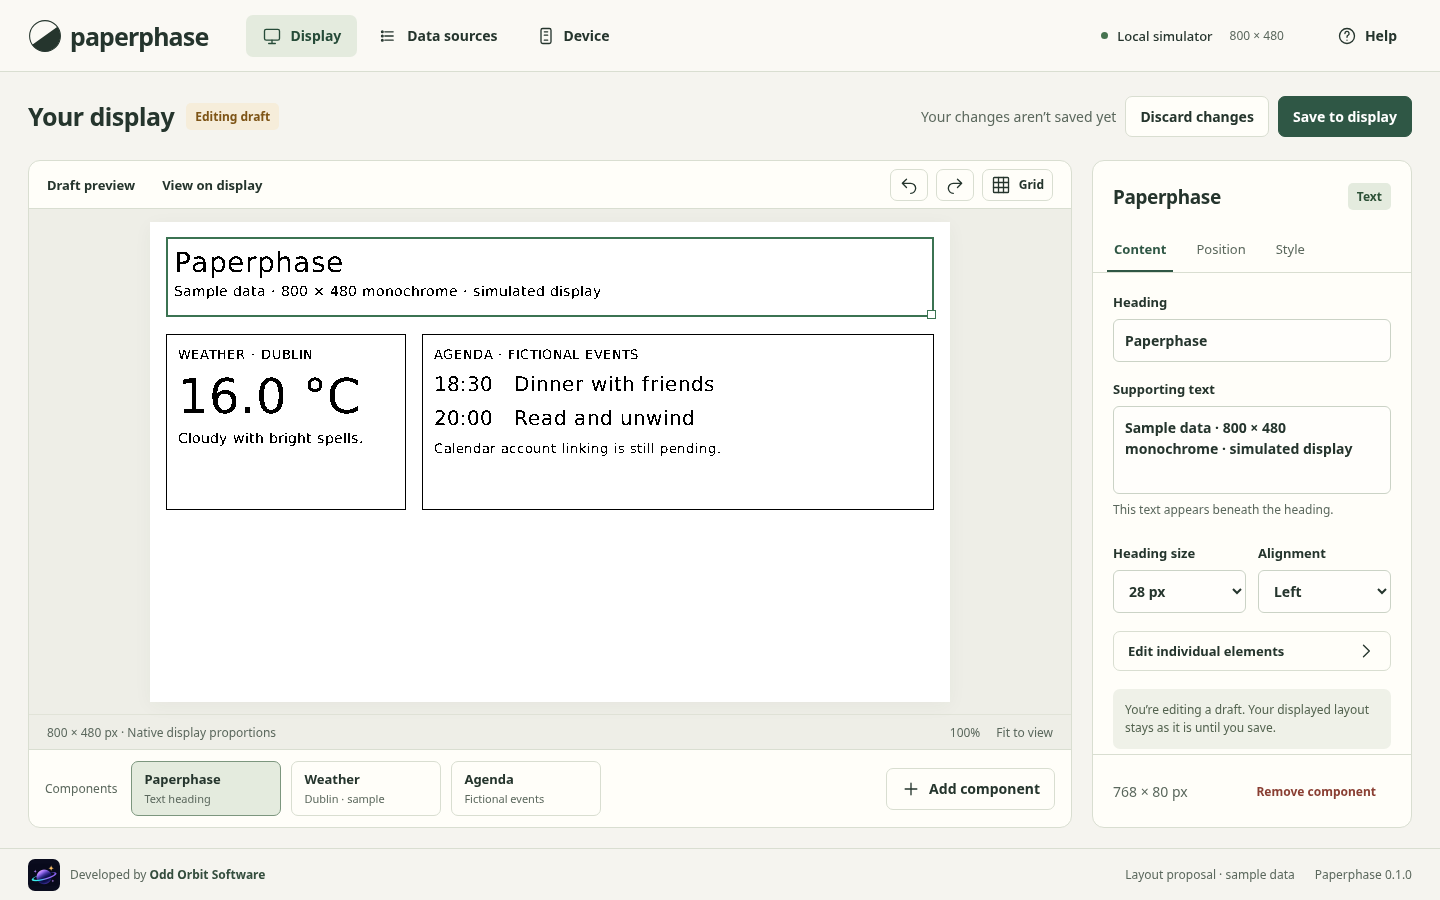 paperphase
Display
Data sources
Device
Local simulator
800 × 480
Help
Your display
Editing draft
Your changes aren’t saved yet
Discard changes
Save to display
Draft preview
View on display
Grid
Paperphase
Sample data · 800 × 480 monochrome · simulated display
WEATHER · DUBLIN
16.0 °C
Cloudy with bright spells.
AGENDA · FICTIONAL EVENTS
18:30 Dinner with friends
20:00 Read and unwind
Calendar account linking is still pending.
800 × 480 px · Native display proportions
100%
Fit to view
Components
Paperphase
Text heading
Weather
Dublin · sample
Agenda
Fictional events
Add component
Paperphase
Text
Content
Position
Style
Heading
Paperphase
Supporting text
Sample data · 800 × 480
monochrome · simulated display
This text appears beneath the heading.
Heading size
Alignment
28 px
Left
Edit individual elements
You’re editing a draft. Your displayed layout
stays as it is until you save.
768 × 80 px
Remove component
Developed by Odd Orbit Software
Layout proposal · sample data
Paperphase 0.1.0